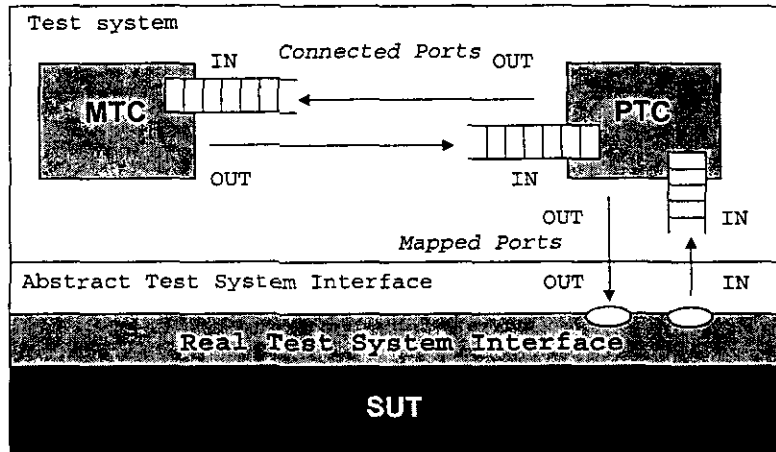 Test system
IN
Connected Ports
OUT
MTC
PTC
OUT
IN
OUT
IN
Mapped Ports
Abstract Test System Interface
OUT
IN
Real Test System Interface
SUT